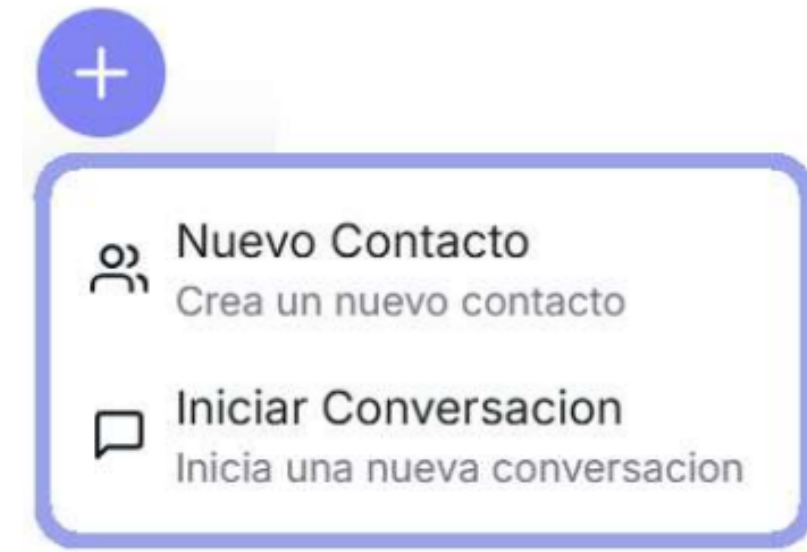 Nuevo Contacto
Crea un nuevo contacto
Iniciar Conversacion
Inicia una nueva conversacion